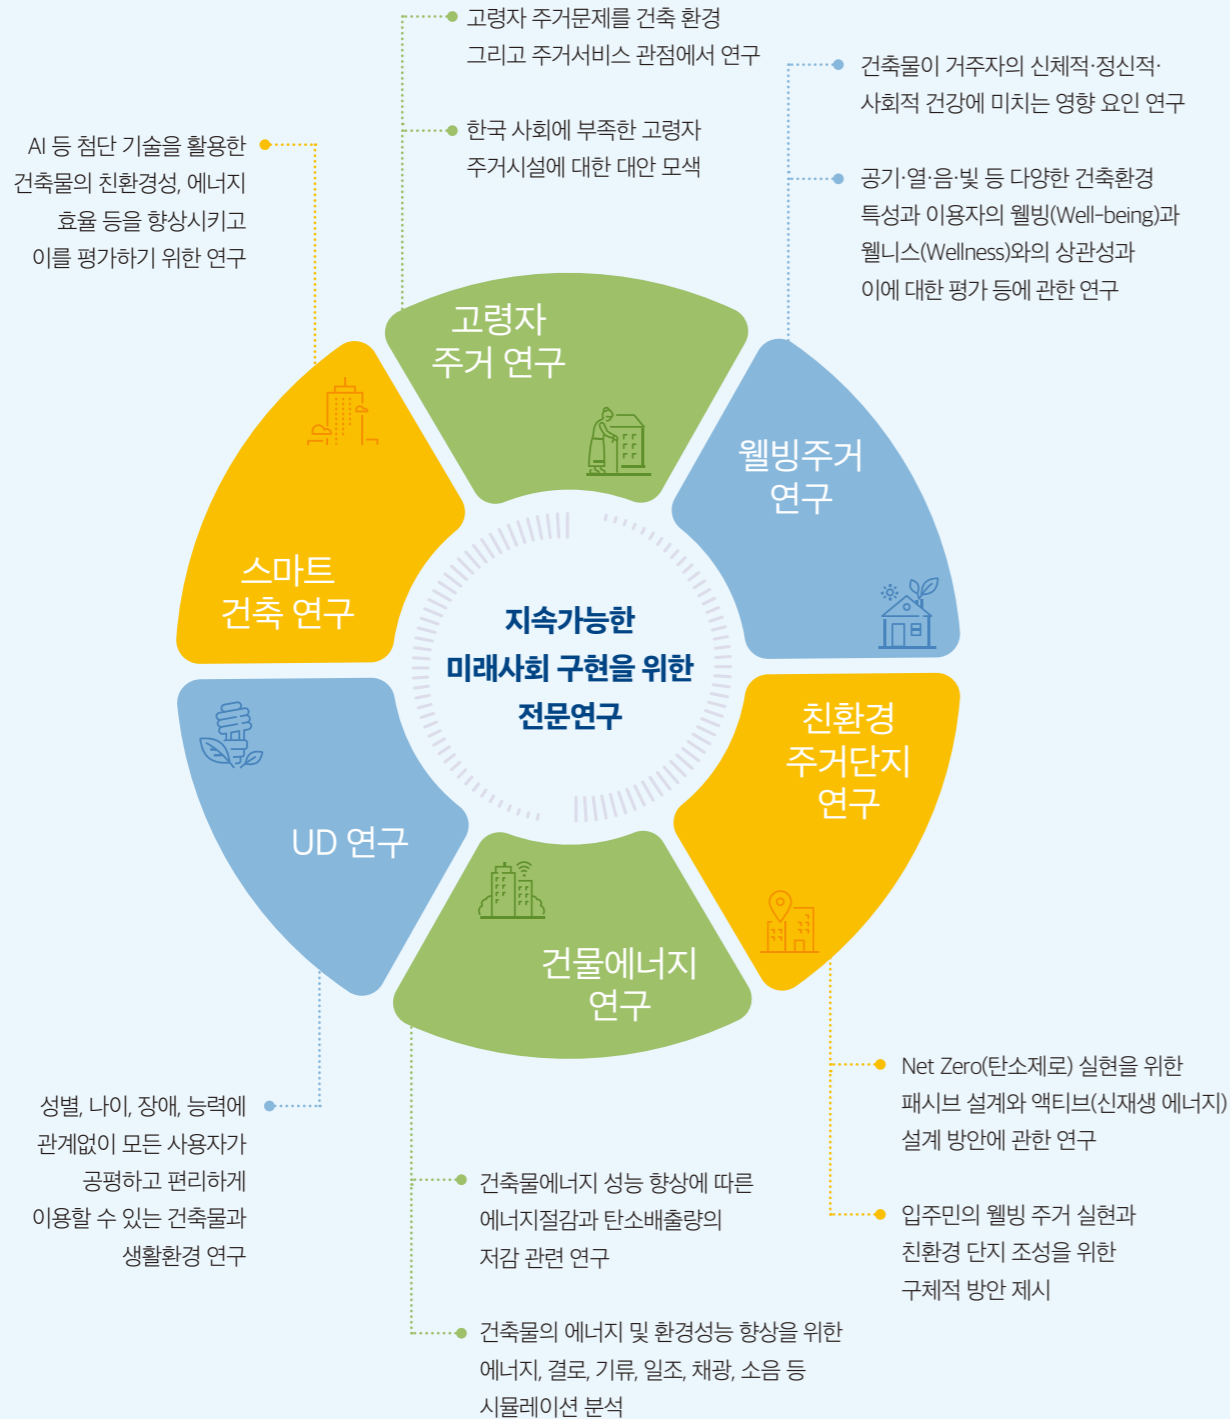 고령자 주거문제를 건축 환경
그리고 주거서비스 관점에서 연구
한국 사회에 부족한 고령자
주거시설에 대한 대안 모색
건축물이 거주자의 신체적·정신적·
사회적 건강에 미치는 영향 요인 연구
공기·열·음·빛 등 다양한 건축환경
특성과 이용자의 웰빙(Well-being)과
웰니스(Wellness)와의 상관성과
이에 대한 평가 등에 관한 연구
AI 등 첨단 기술을 활용한
건축물의 친환경성, 에너지
효율 등을 향상시키고
이를 평가하기 위한 연구
고령자
주거 연구
웰빙주거
연구
스마트
건축 연구
지속가능한
미래사회 구현을 위한
전문연구
친환경
주거단지
연구
UD 연구
건물에너지
연구
성별, 나이, 장애, 능력에
관계없이 모든 사용자가
공평하고 편리하게
이용할 수 있는 건축물과
생활환경 연구
건축물에너지 성능 향상에 따른
에너지절감과 탄소배출량의
저감 관련 연구
건축물의 에너지 및 환경성능 향상을 위한
에너지, 결로, 기류, 일조, 채광, 소음 등
시뮬레이션 분석
Net Zero(탄소제로) 실현을 위한
패시브 설계와 액티브(신재생 에너지)
설계 방안에 관한 연구
입주민의 웰빙 주거 실현과
친환경 단지 조성을 위한
구체적 방안 제시